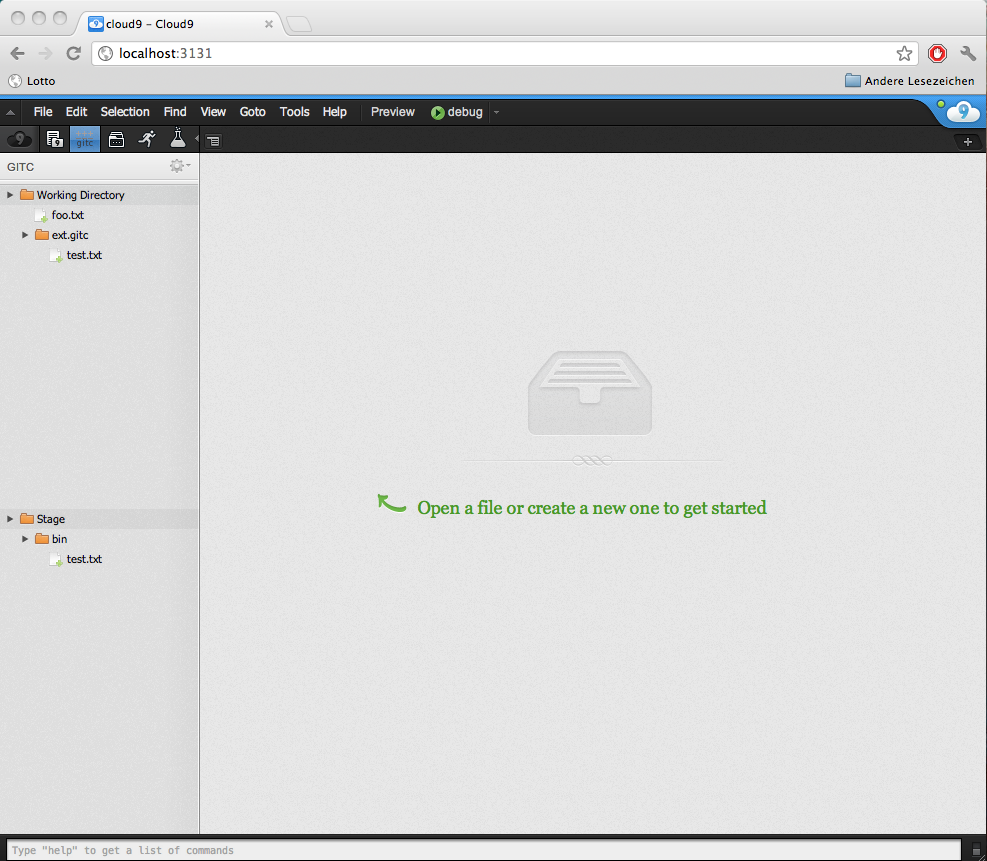 cloud9 – Cloud9
localhost:3131
Lotto
Andere Lesezeichen
File Edit Selection Find View Goto Tools Help Preview debug
9
9
gitc
GITC
Working Directory
foo.txt
ext.gitc
test.txt
Open a file or create a new one to get started
Stage
bin
test.txt
Type "help" to get a list of commands